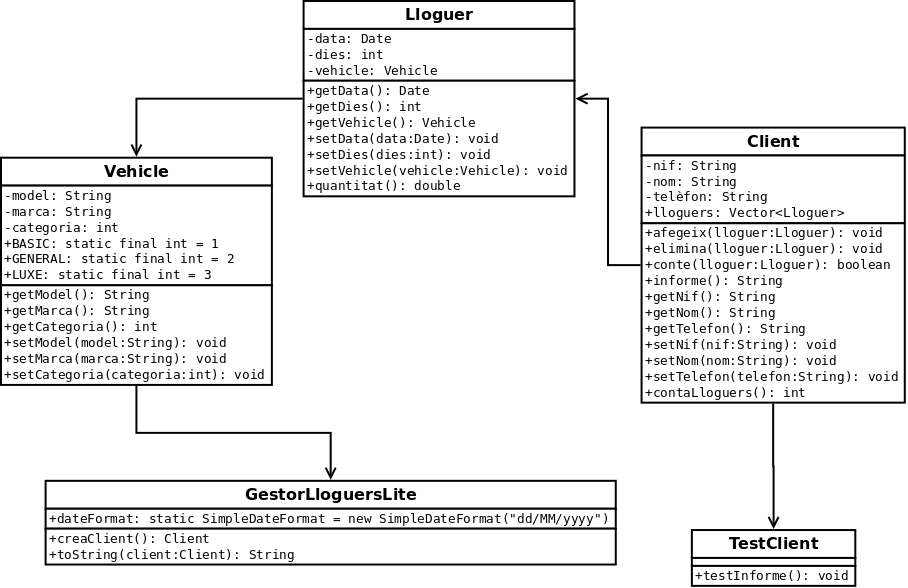 Lloguer
-data: Date
-dies: int
-vehicle: Vehicle
+getData(): Date
+getDies(): int
+getVehicle(): Vehicle
+setData(data:Date): void
+setDies(dies:int): void
+setVehicle(vehicle:Vehicle): void
+quantitat(): double
Vehicle
-model: String
-marca: String
-categoria: int
+BASIC: static final int = 1
+GENERAL: static final int = 2
+LUXE: static final int = 3
+getModel(): String
+getMarca(): String
+getCategoria(): int
+setModel(model:String): void
+setMarca(marca:String): void
+setCategoria(categoria:int): void
Client
-nif: String
-nom: String
-telèfon: String
+lloguers: Vector<Lloguer>
+afegeix(lloguer:Lloguer): void
+elimina(lloguer:Lloguer): void
+conte(lloguer:Lloguer): boolean
+informe(): String
+getNif(): String
+getNom(): String
+getTelefon(): String
+setNif(nif:String): void
+setNom(nom:String): void
+setTelefon(telefon:String): void
+contaLloguers(): int
GestorLloguersLite
+dateFormat: static SimpleDateFormat = new SimpleDateFormat("dd/MM/yyyy")
+creaClient(): Client
+toString(client:Client): String
TestClient
+testInforme(): void